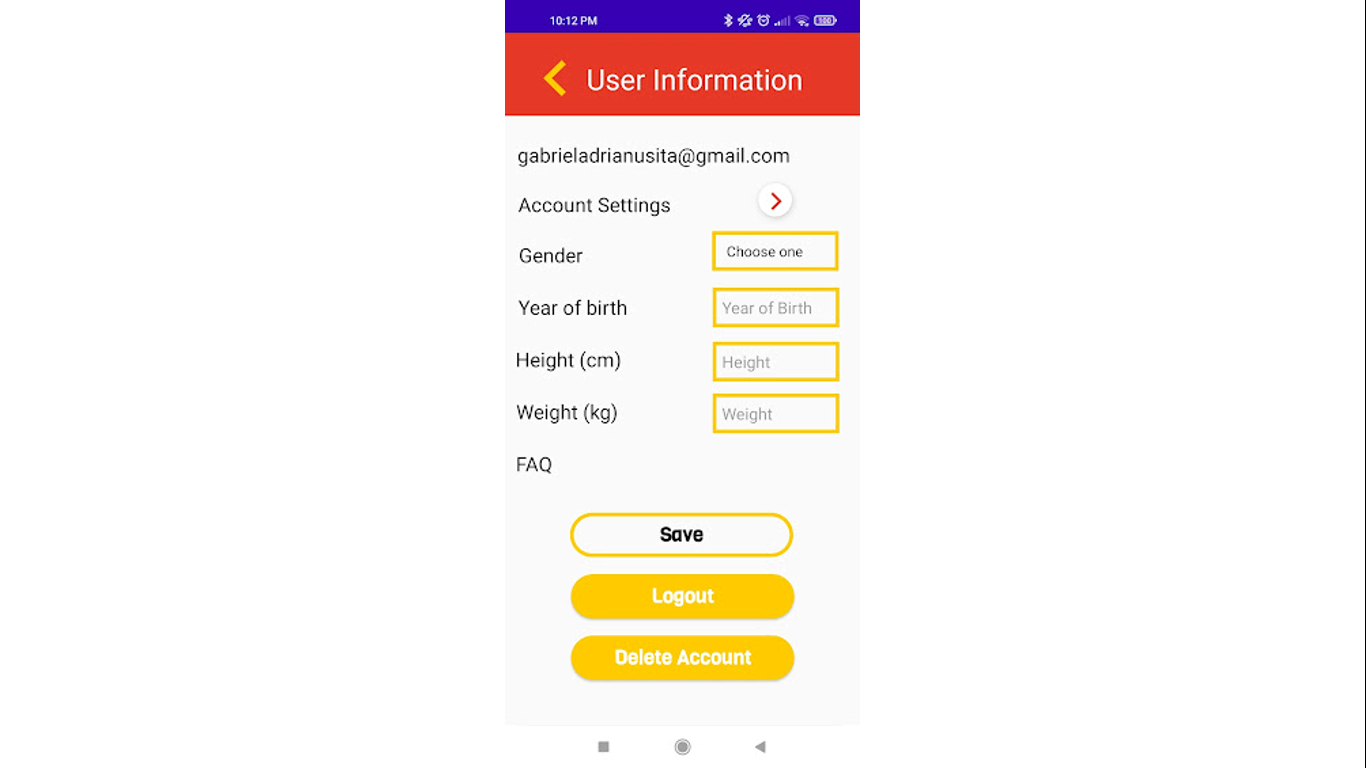 10:12 PM
100
User Information
gabrieladrianusita@gmail.com
Account Settings
Gender
Choose one
Year of birth
Year of Birth
Height (cm)
Height
Weight (kg)
Weight
FAQ
Save
Logout
Delete Account